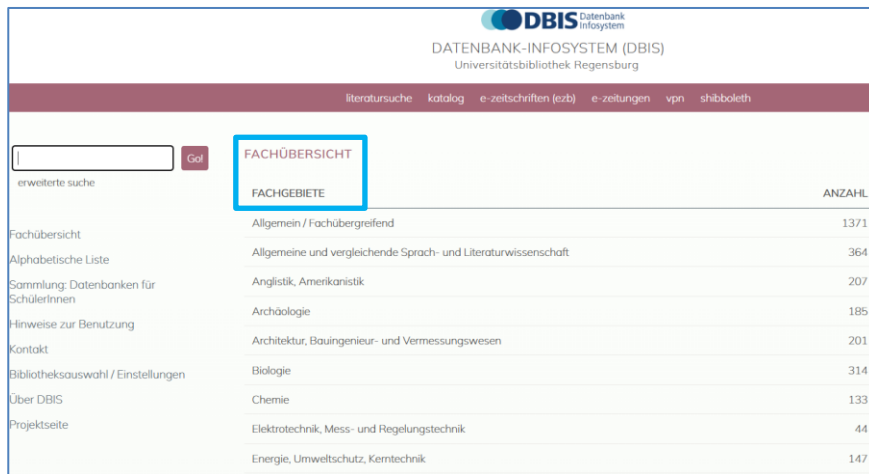 DBIS Datenbank Infosystem
DATENBANK-INFOSYSTEM (DBIS)
Universitätsbibliothek Regensburg
literatursuche katalog e-zeitschriften (ezb) e-zeitungen vpn shibboleth
Go!
erweiterte suche
Fachübersicht
Alphabetische Liste
Sammlung: Datenbanken für
SchülerInnen
Hinweise zur Benutzung
Kontakt
Bibliotheksauswahl / Einstellungen
Über DBIS
Projektseite
FACHÜBERSICHT
FACHGEBIETE ANZAHL
Allgemein / Fachübergreifend 1371
Allgemeine und vergleichende Sprach- und Literaturwissenschaft 364
Anglistik, Amerikanistik 207
Archäologie 185
Architektur, Bauingenieur- und Vermessungswesen 201
Biologie 314
Chemie 133
Elektrotechnik, Mess- und Regelungstechnik 44
Energie, Umweltschutz, Kerntechnik 147